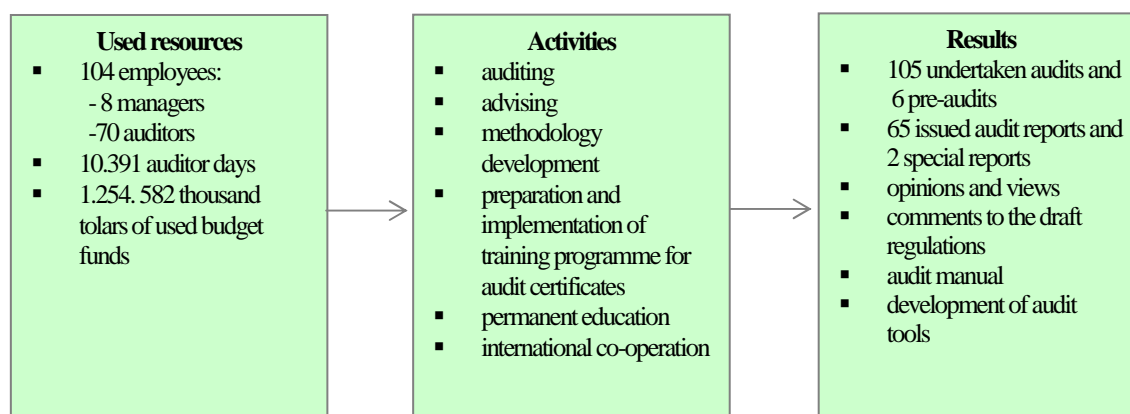 Used resources
▪ 104 employees:
- 8 managers
-70 auditors
▪ 10.391 auditor days
▪ 1.254. 582 thousand
tolars of used budget
funds
Activities
▪ auditing
▪ advising
▪ methodology
development
▪ preparation and
implementation of
training programme for
audit certificates
▪ permanent education
▪ international co-operation
Results
▪ 105 undertaken audits and
6 pre-audits
▪ 65 issued audit reports and
2 special reports
▪ opinions and views
▪ comments to the draft
regulations
▪ audit manual
▪ development of audit
tools